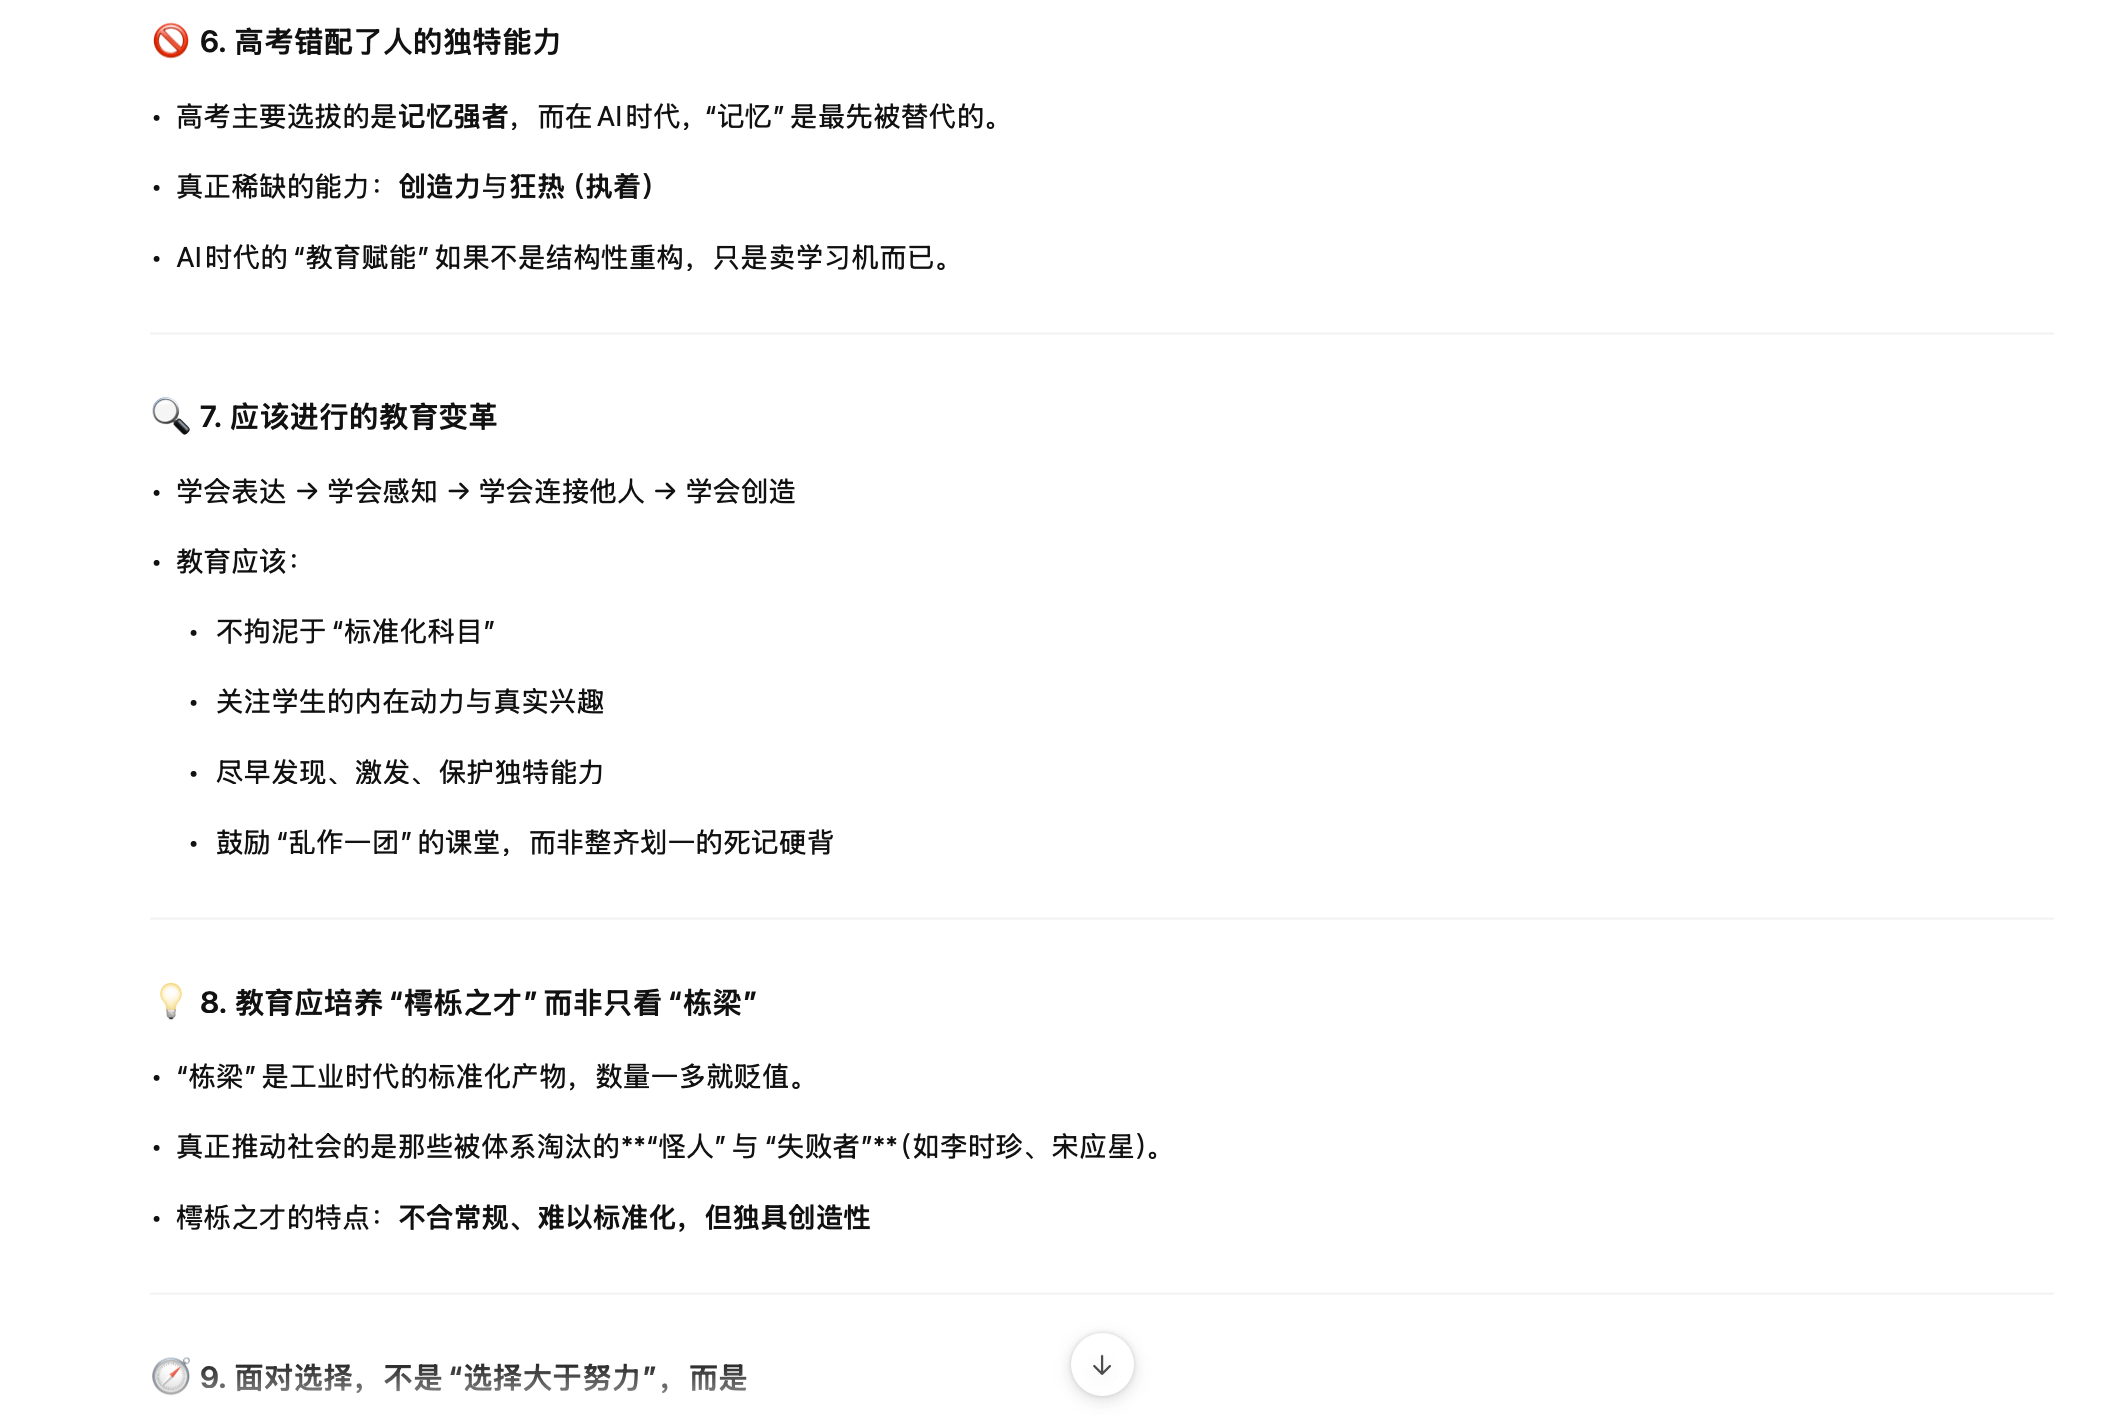 🚫 6. 高考错配了人的独特能力
• 高考主要选拔的是记忆强者，而在 AI 时代，“记忆” 是最先被替代的。
• 真正稀缺的能力：创造力与狂热（执着）
• AI 时代的 “教育赋能” 如果不是结构性重构，只是卖学习机而已。
🔍 7. 应该进行的教育变革
• 学会表达 → 学会感知 → 学会连接他人 → 学会创造
• 教育应该：
• 不拘泥于 “标准化科目”
• 关注学生的内在动力与真实兴趣
• 尽早发现、激发、保护独特能力
• 鼓励 “乱作一团” 的课堂，而非整齐划一的死记硬背
💡 8. 教育应培养 “樗栎之才” 而非只看 “栋梁”
• “栋梁” 是工业时代的标准化产物，数量一多就贬值。
• 真正推动社会的是那些被体系淘汰的**“怪人” 与 “失败者”**（如李时珍、宋应星）。
• 樗栎之才的特点：不合常规、难以标准化，但独具创造性
🧭 9. 面对选择，不是 “选择大于努力”，而是